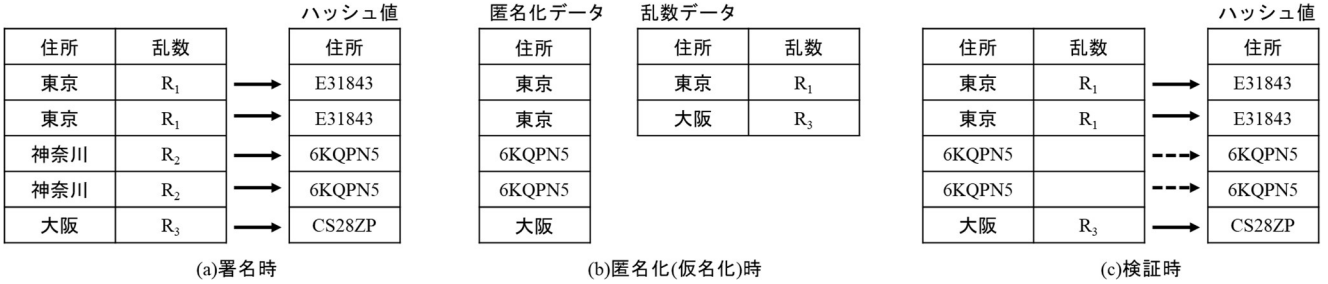 ハッシュ値
住所 乱数 住所
東京 R1 E31843
東京 R1 E31843
神奈川 R2 6KQPN5
神奈川 R2 6KQPN5
大阪 R3 CS28ZP
(a)署名時
匿名化データ 乱数データ
住所 住所 乱数
東京 東京 R1
東京 大阪 R3
6KQPN5
6KQPN5
大阪
(b)匿名化(仮名化)時
ハッシュ値
住所 乱数 住所
東京 R1 E31843
東京 R1 E31843
6KQPN5 6KQPN5
6KQPN5 6KQPN5
大阪 R3 CS28ZP
(c)検証時